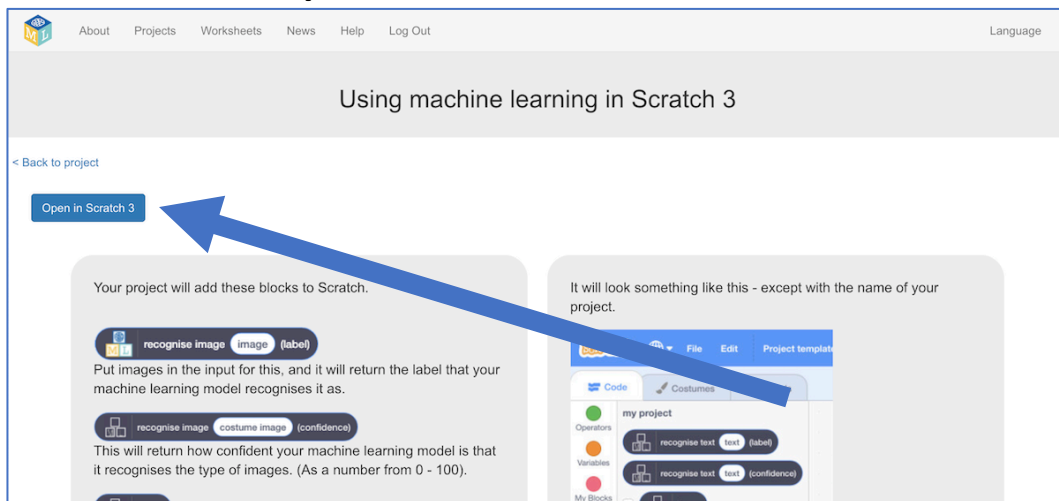 About Projects Worksheets News Help Log Out Language
Using machine learning in Scratch 3
< Back to project
Open in Scratch 3
Your project will add these blocks to Scratch.
recognise image image (label)
Put images in the input for this, and it will return the label that your
machine learning model recognises it as.
recognise image costume image (confidence)
This will return how confident your machine learning model is that
it recognises the type of images. (As a number from 0 - 100).
It will look something like this - except with the name of your
project.
File Edit Project template
Code Costumes
my project
Operators
recognise text text (label)
Variables
recognise text text (confidence)
My Blocks